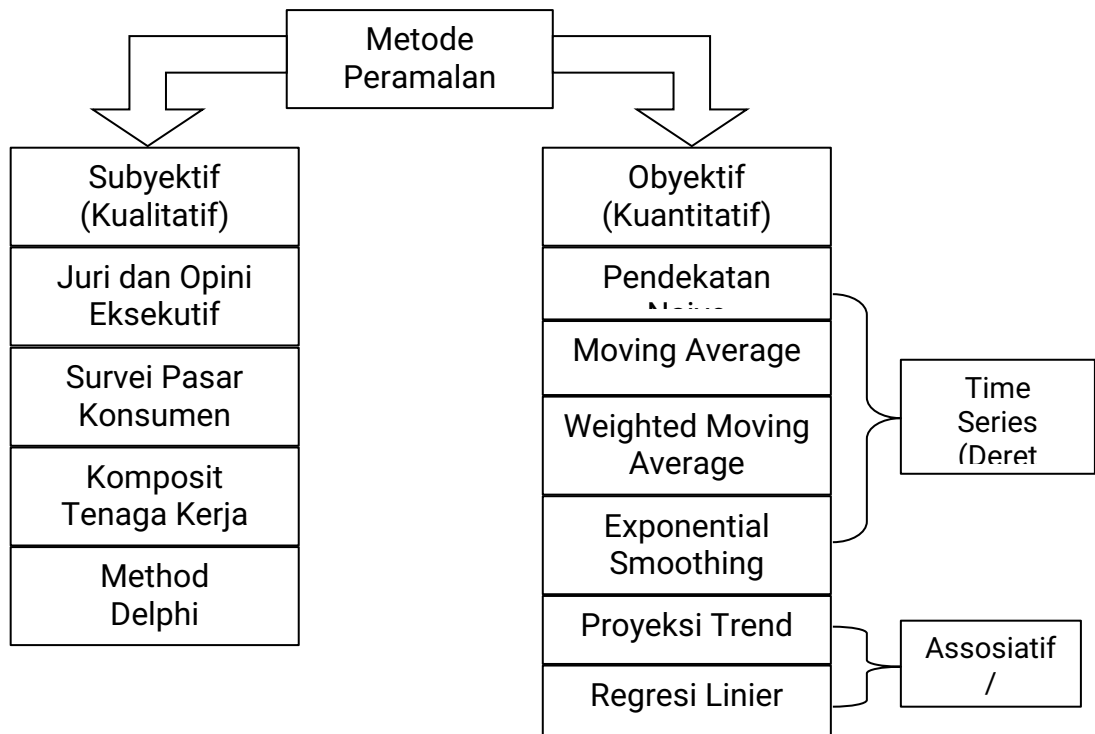 Metode
Peramalan
Subyektif
(Kualitatif)
Juri dan Opini
Eksekutif
Survei Pasar
Konsumen
Komposit
Tenaga Kerja
Method
Delphi
Obyektif
(Kuantitatif)
Pendekatan
Moving Average
Weighted Moving
Average
Exponential
Smoothing
Proyeksi Trend
Regresi Linier
Time
Series
(Deret
Assosiatif
/